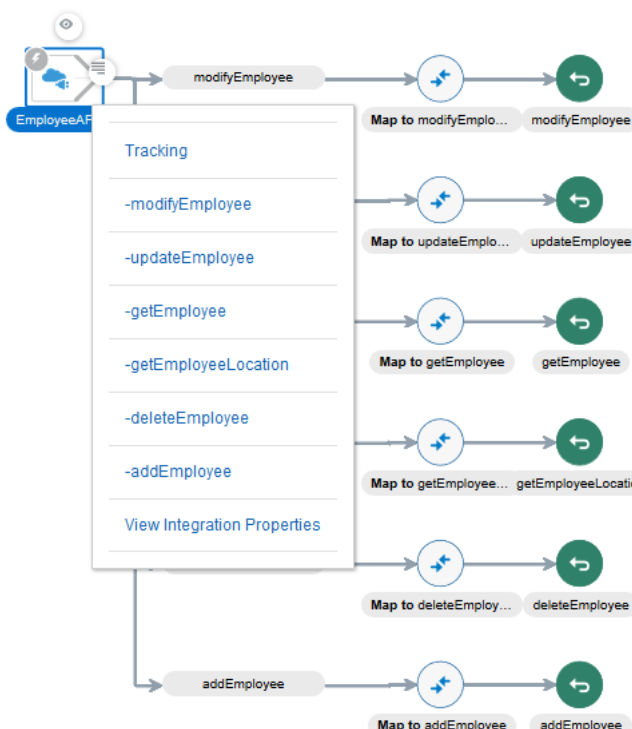 modifyEmployee
EmployeeAP
Map to modifyEmplo...
modifyEmployee
Tracking
-modifyEmployee
-updateEmployee
-getEmployee
-getEmployeeLocation
-deleteEmployee
-addEmployee
View Integration Properties
Map to updateEmplo...
updateEmployee
Map to getEmployee
getEmployee
Map to getEmployee...
getEmployeeLocati
Map to deleteEmploy...
deleteEmployee
addEmployee
Map to addEmployee
addEmployee